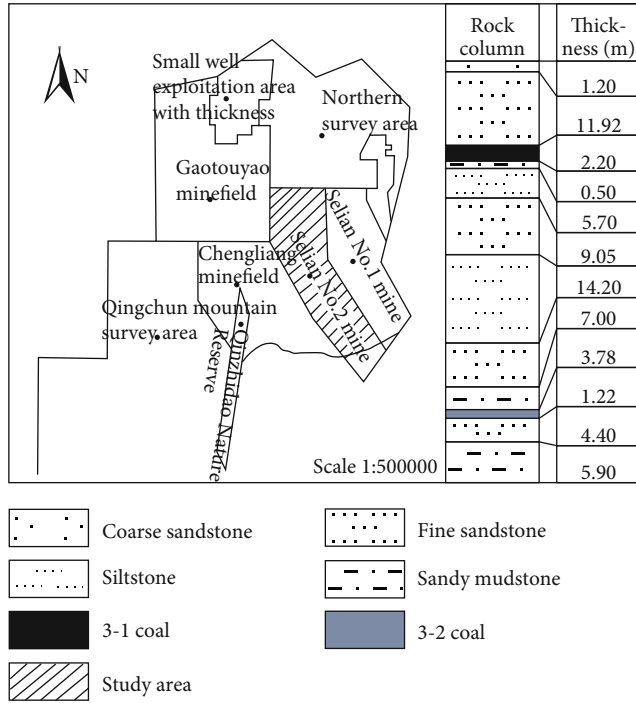 N
Small well
exploitation area
with thickness
Northern
survey area
Gaotouyao
minefield
Selian No.1 mine
Selian No.2 mine
Chengliang
minefield
Qingchun mountain
survey area
Qinzhidao Nature
Reserve
Scale 1:500000
Rock
column
Thick-
ness (m)
1.20
11.92
2.20
0.50
5.70
9.05
14.20
7.00
3.78
1.22
4.40
5.90
Coarse sandstone
Fine sandstone
Siltstone
Sandy mudstone
3-1 coal
3-2 coal
Study area